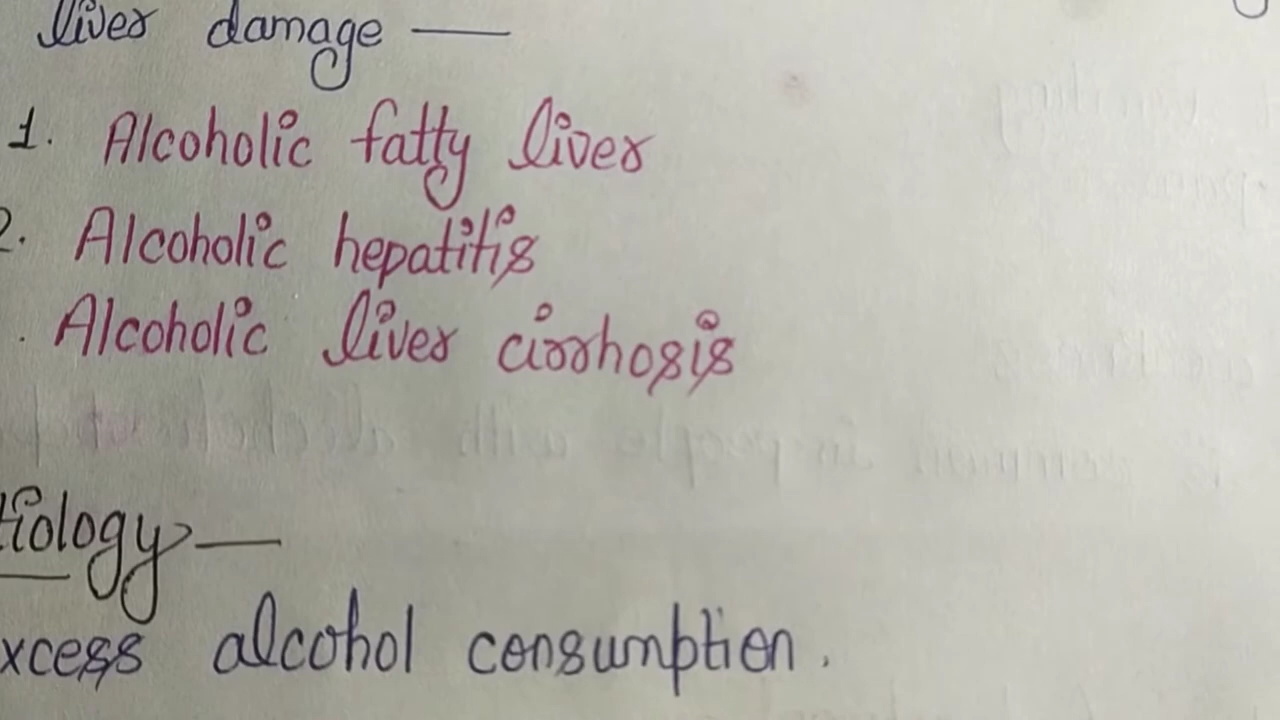 liver damage —
1. Alcoholic fatty liver
2. Alcoholic hepatitis
. Alcoholic liver cirrhosis
tiology —
xcess alcohol consumption.